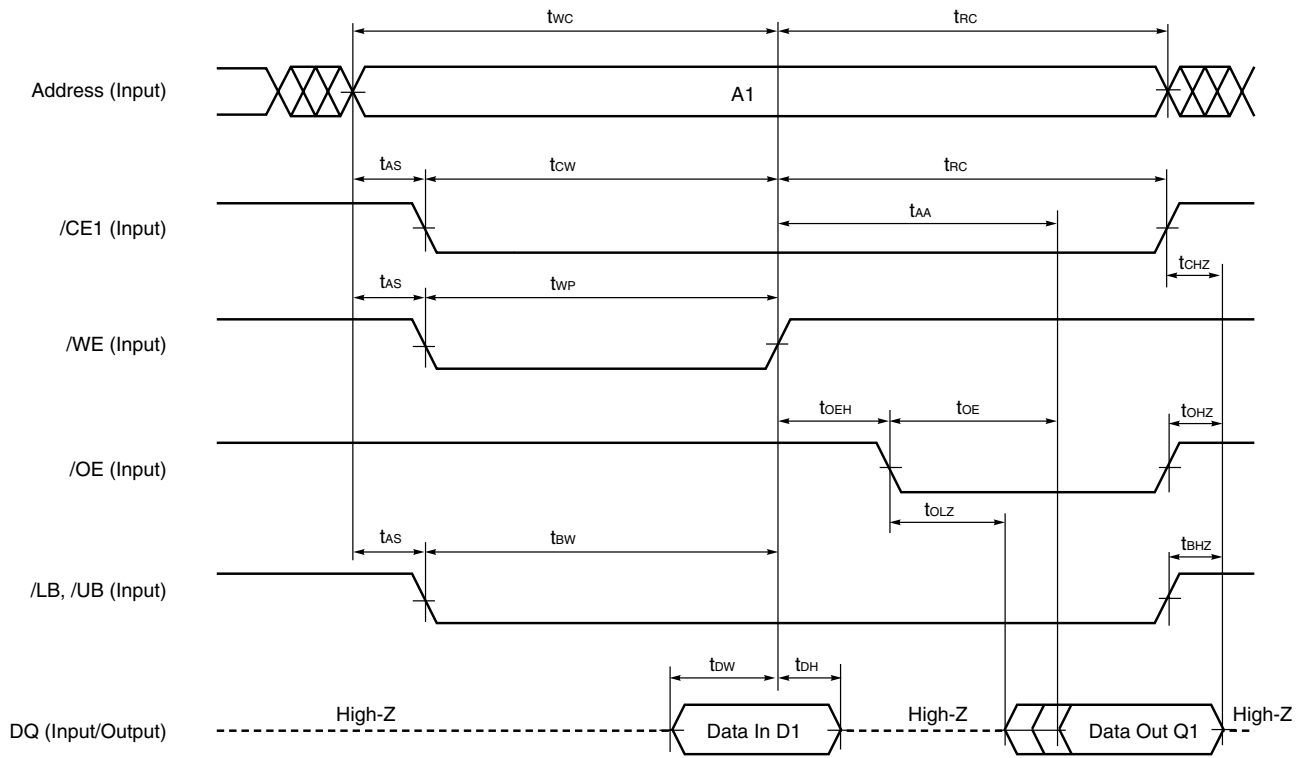 tWC tRC
Address (Input) A1
tAS tCW tRC
/CE1 (Input) tAA
tCHZ
tAS tWP
/WE (Input)
tOEH tOE tOHZ
/OE (Input)
tOLZ
tAS tBW tBHZ
/LB, /UB (Input)
tDW tDH
DQ (Input/Output) High-Z Data In D1 High-Z Data Out Q1 High-Z